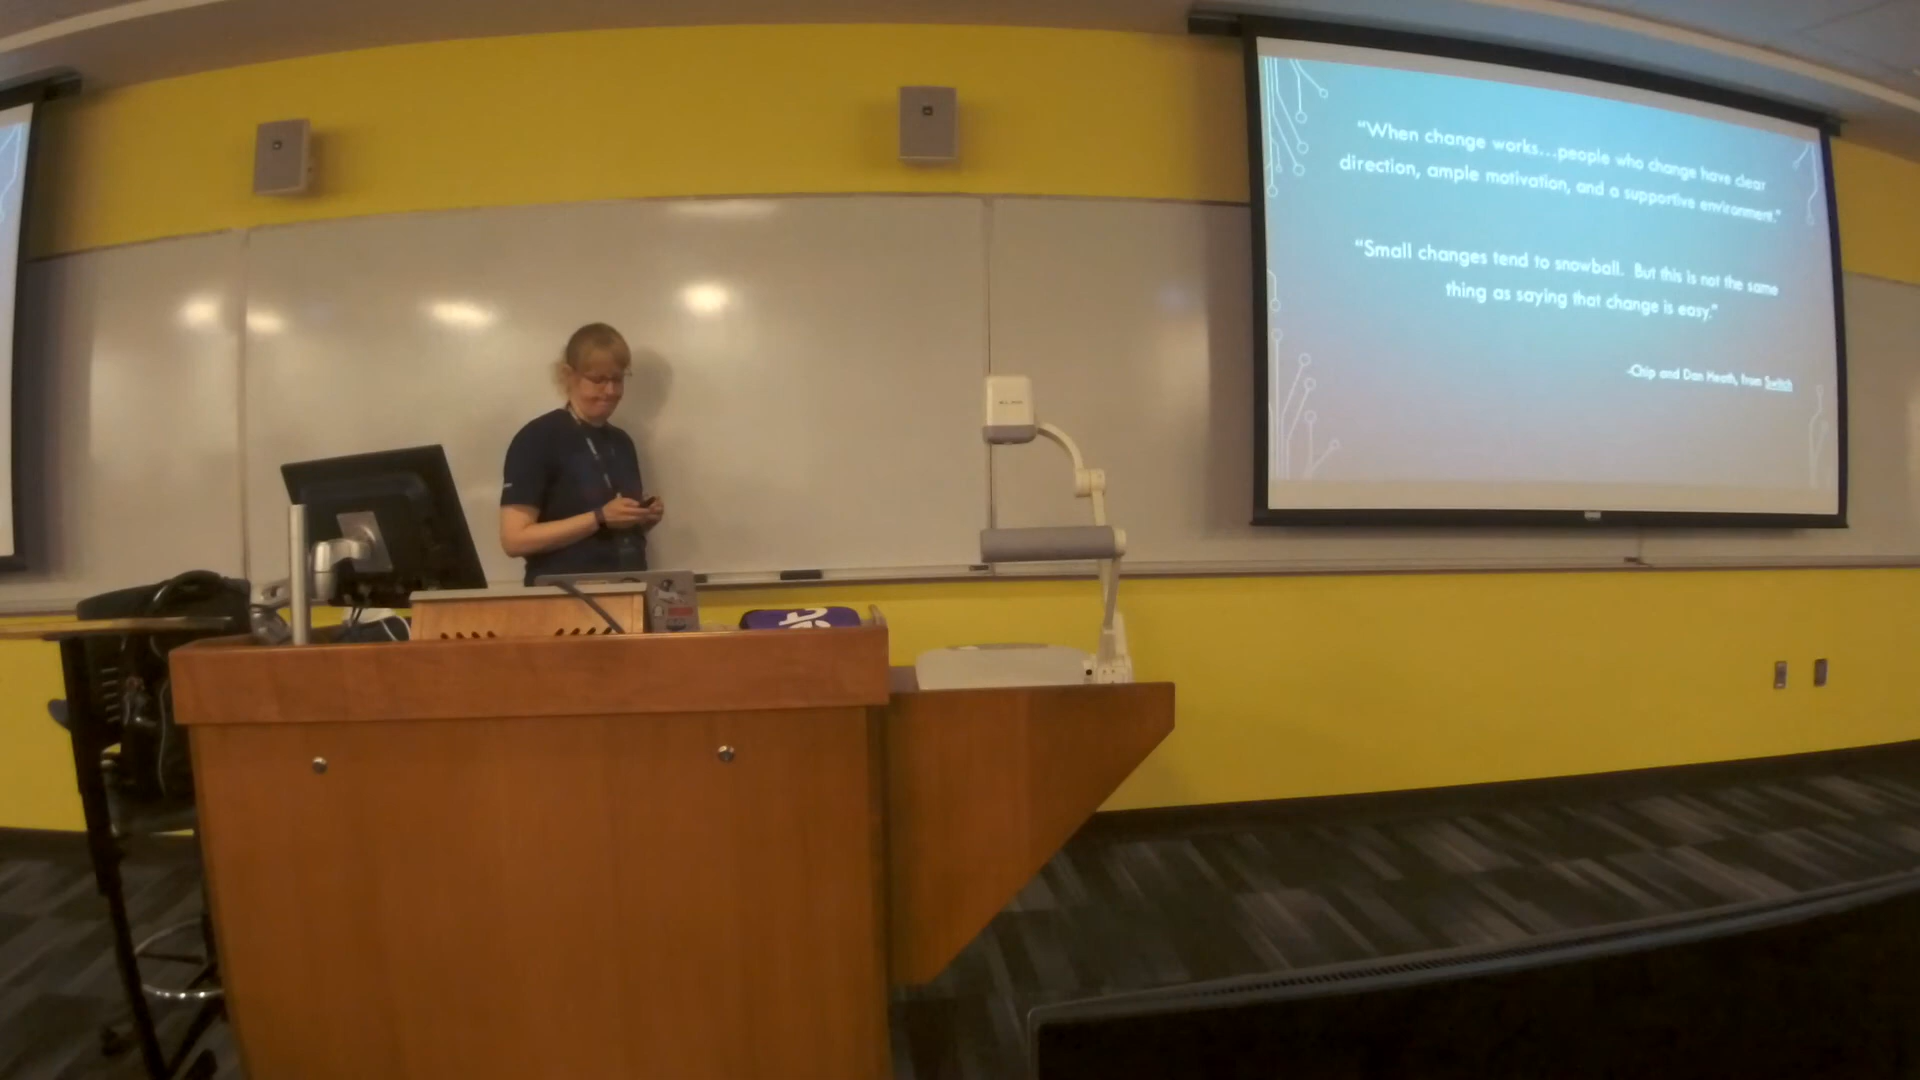 “When change works...people who change have clear
direction, ample motivation, and a supportive environment.”
“Small changes tend to snowball. But this is not the same
thing as saying that change is easy.”
-Chip and Dan Heath, from Switch